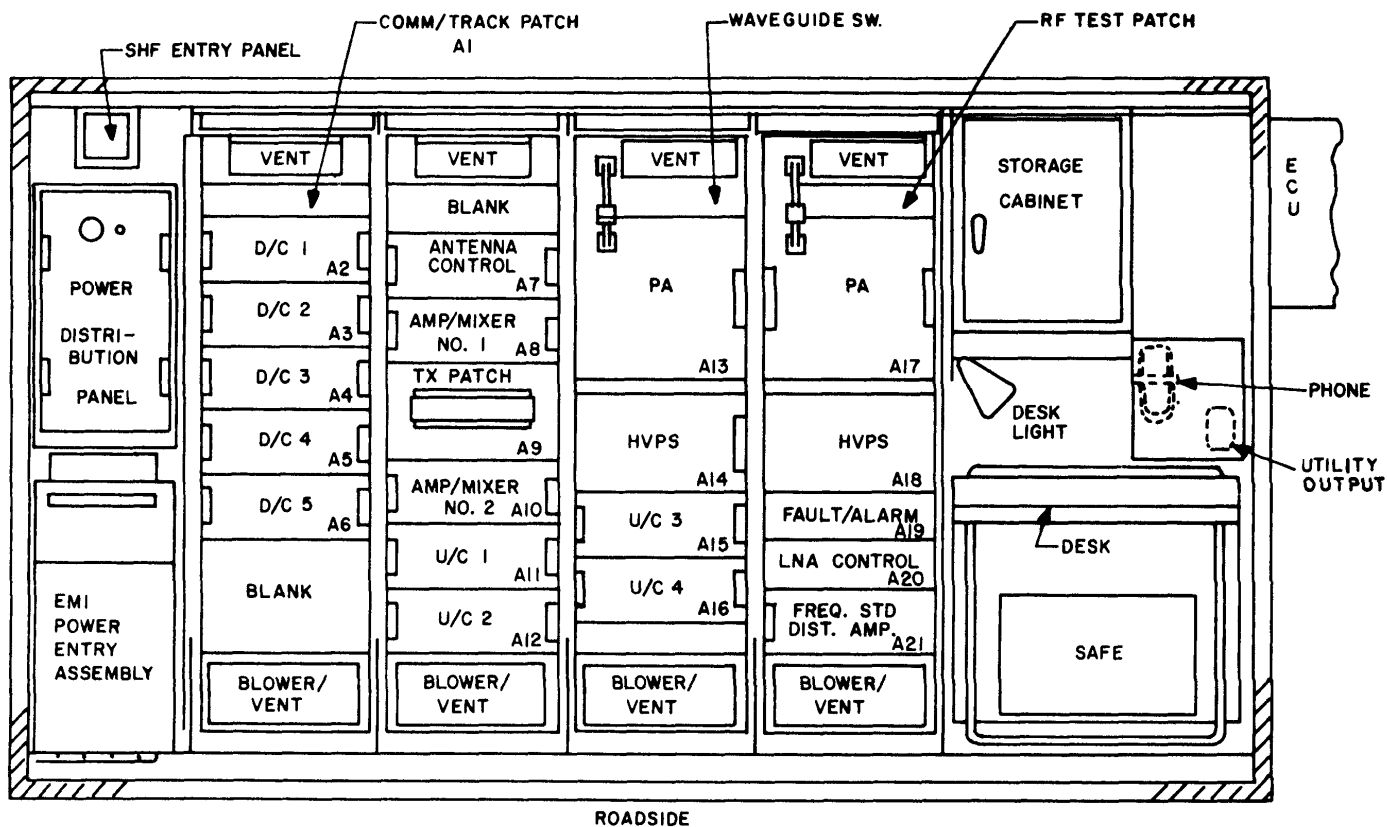 COMM/TRACK PATCH
A1
WAVEGUIDE SW.
RF TEST PATCH
SHF ENTRY PANEL
POWER
DISTRI-
BUTION
PANEL
EMI
POWER
ENTRY
ASSEMBLY
VENT
D/C 1
A2
D/C 2
A3
D/C 3
A4
D/C 4
A5
D/C 5
A6
BLANK
BLOWER/
VENT
VENT
BLANK
ANTENNA
CONTROL
A7
AMP/MIXER
NO. 1 A8
TX PATCH
A9
AMP/MIXER
NO. 2 A10
U/C 1
A11
U/C 2
A12
BLOWER/
VENT
VENT
PA
A13
HVPS
A14
U/C 3
A15
U/C 4
A16
BLOWER/
VENT
VENT
PA
A17
HVPS
A18
FAULT/ALARM
A19
LNA CONTROL
A20
FREQ. STD
DIST. AMP.
A21
BLOWER/
VENT
STORAGE
CABINET
DESK
LIGHT
DESK
SAFE
E
C
U
PHONE
UTILITY
OUTPUT
ROADSIDE